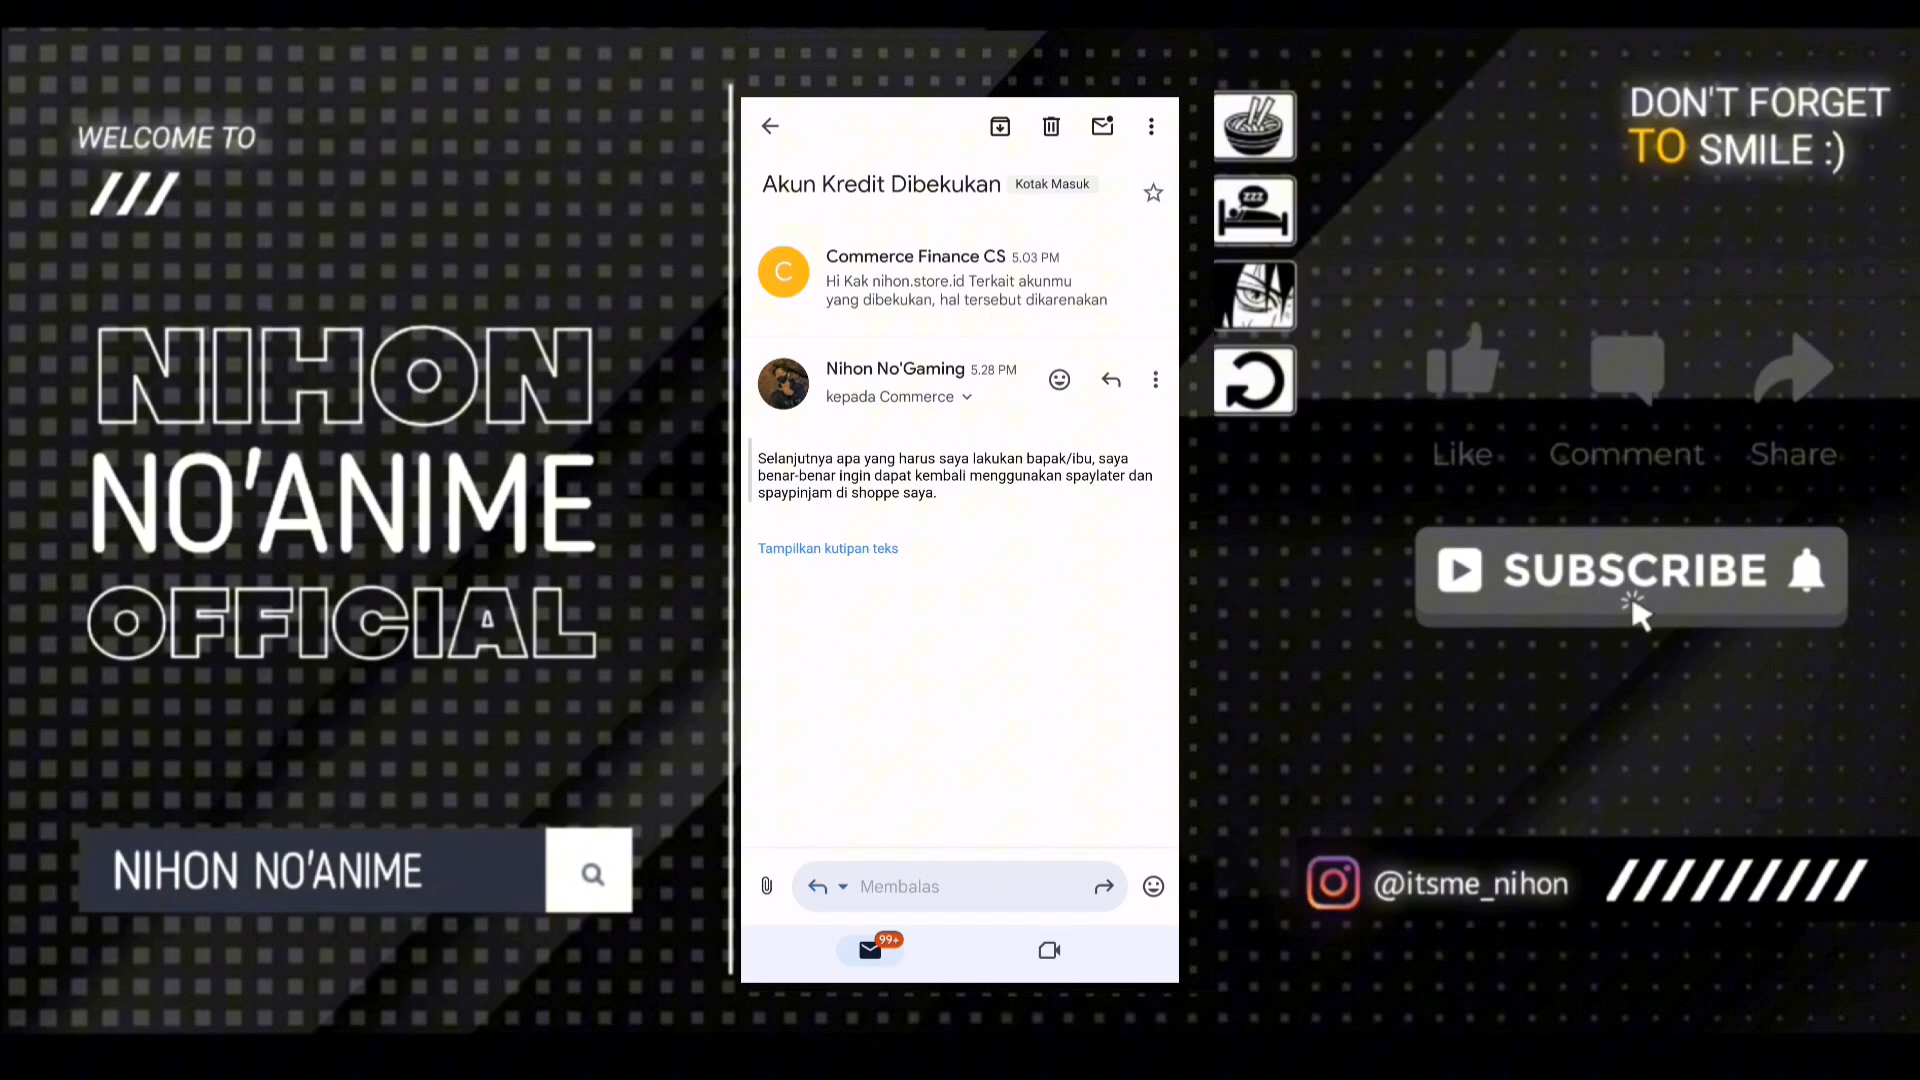 WELCOME TO
NIHON
NO'ANIME
OFFICIAL
NIHON NO'ANIME
Akun Kredit Dibekukan Kotak Masuk
C
Commerce Finance CS 5.03 PM
Hi Kak nihon.store.id Terkait akunmu
yang dibekukan, hal tersebut dikarenakan
Nihon No'Gaming 5.28 PM
kepada Commerce
Selanjutnya apa yang harus saya lakukan bapak/ibu, saya
benar-benar ingin dapat kembali menggunakan spaylater dan
spaypinjam di shoppe saya.
Tampilkan kutipan teks
Membalas
99+
zzz
DON'T FORGET
TO SMILE :)
Like Comment Share
SUBSCRIBE
@itsme_nihon